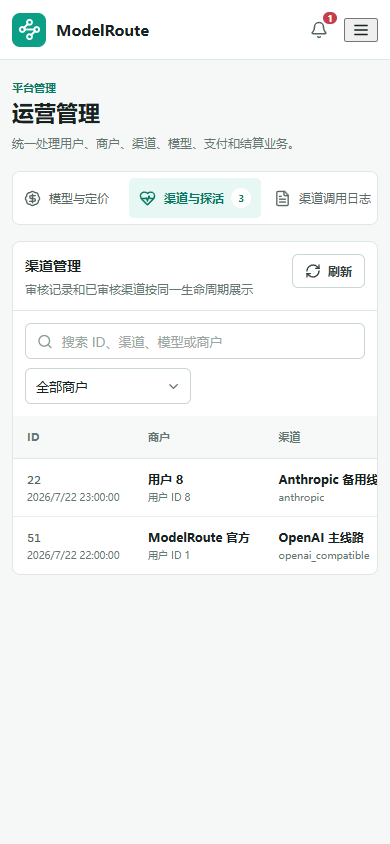 ModelRoute
1
平台管理
运营管理
统一处理用户、商户、渠道、模型、支付和结算业务。
模型与定价
渠道与探活 3
渠道调用日志
渠道管理
审核记录和已审核渠道按同一生命周期展示
刷新
搜索 ID、渠道、模型或商户
全部商户
ID 商户 渠道
22 用户 8 Anthropic 备用线
2026/7/22 23:00:00 用户 ID 8 anthropic
51 ModelRoute 官方 OpenAI 主线路
2026/7/22 22:00:00 用户 ID 1 openai_compatible